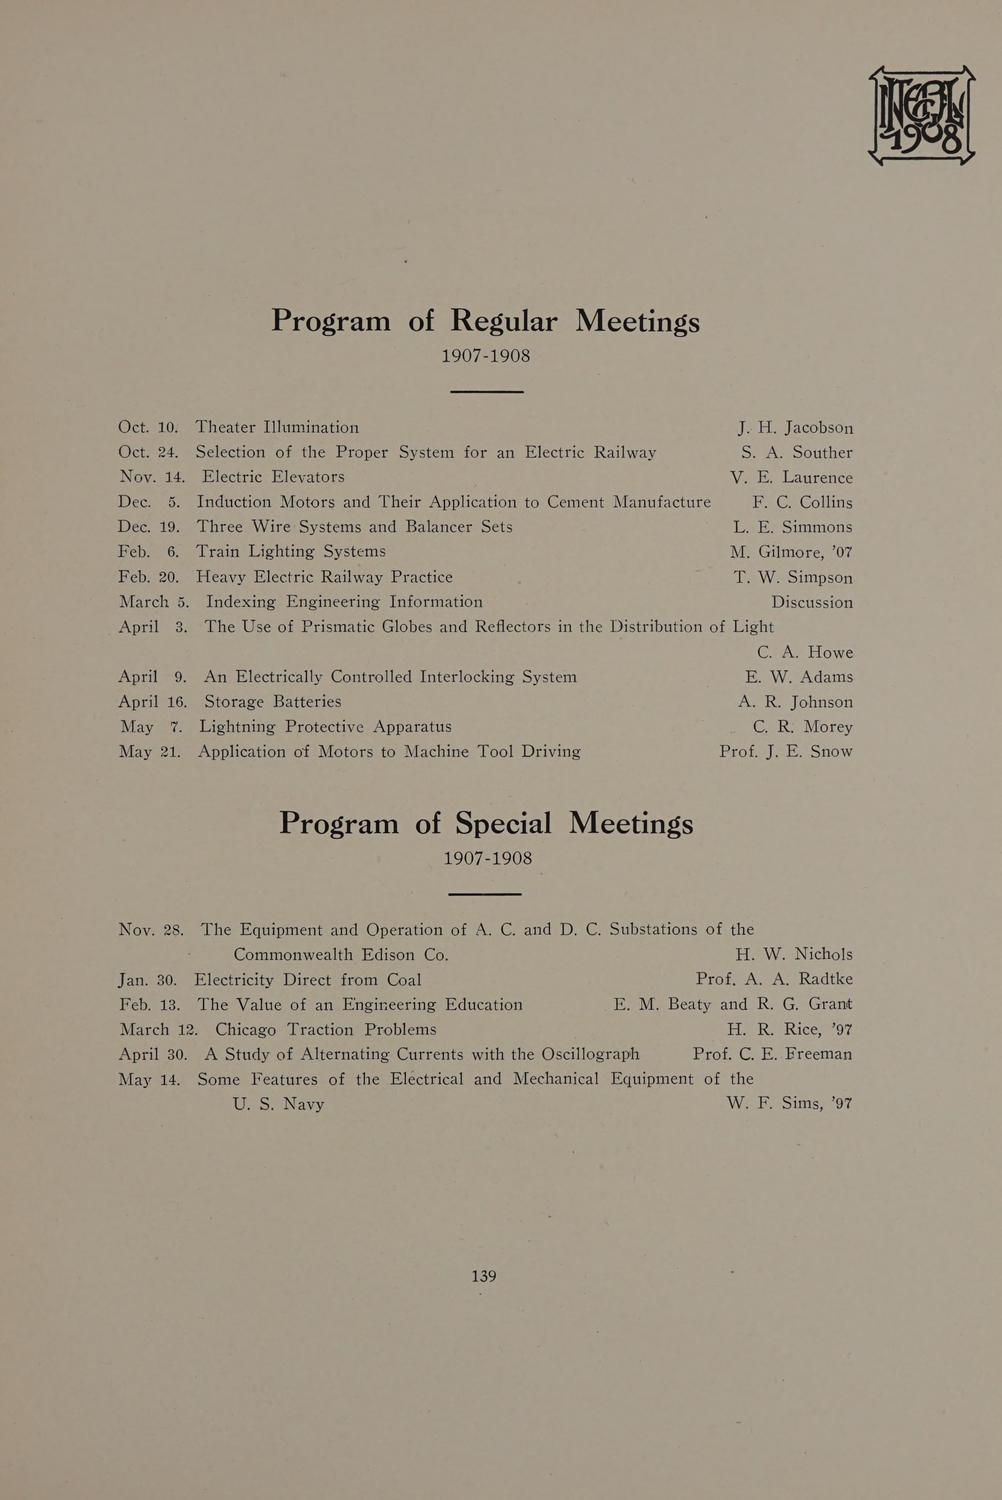 INTEGRAL
1908
Program of Regular Meetings
1907-1908
Oct. 10. Theater Illumination J. H. Jacobson
Oct. 24. Selection of the Proper System for an Electric Railway S. A. Souther
Nov. 14. Electric Elevators V. E. Laurence
Dec. 5. Induction Motors and Their Application to Cement Manufacture F. C. Collins
Dec. 19. Three Wire Systems and Balancer Sets L. E. Simmons
Feb. 6. Train Lighting Systems M. Gilmore, ’07
Feb. 20. Heavy Electric Railway Practice T. W. Simpson
March 5. Indexing Engineering Information Discussion
April 3. The Use of Prismatic Globes and Reflectors in the Distribution of Light
C. A. Howe
April 9. An Electrically Controlled Interlocking System E. W. Adams
April 16. Storage Batteries A. R. Johnson
May 7. Lightning Protective Apparatus C. R. Morey
May 21. Application of Motors to Machine Tool Driving Prof. J. E. Snow
Program of Special Meetings
1907-1908
Nov. 28. The Equipment and Operation of A. C. and D. C. Substations of the
Commonwealth Edison Co. H. W. Nichols
Jan. 30. Electricity Direct from Coal Prof. A. A. Radtke
Feb. 13. The Value of an Engineering Education E. M. Beaty and R. G. Grant
March 12. Chicago Traction Problems H. R. Rice, ’97
April 30. A Study of Alternating Currents with the Oscillograph Prof. C. E. Freeman
May 14. Some Features of the Electrical and Mechanical Equipment of the
U. S. Navy W. F. Sims, ’97
139